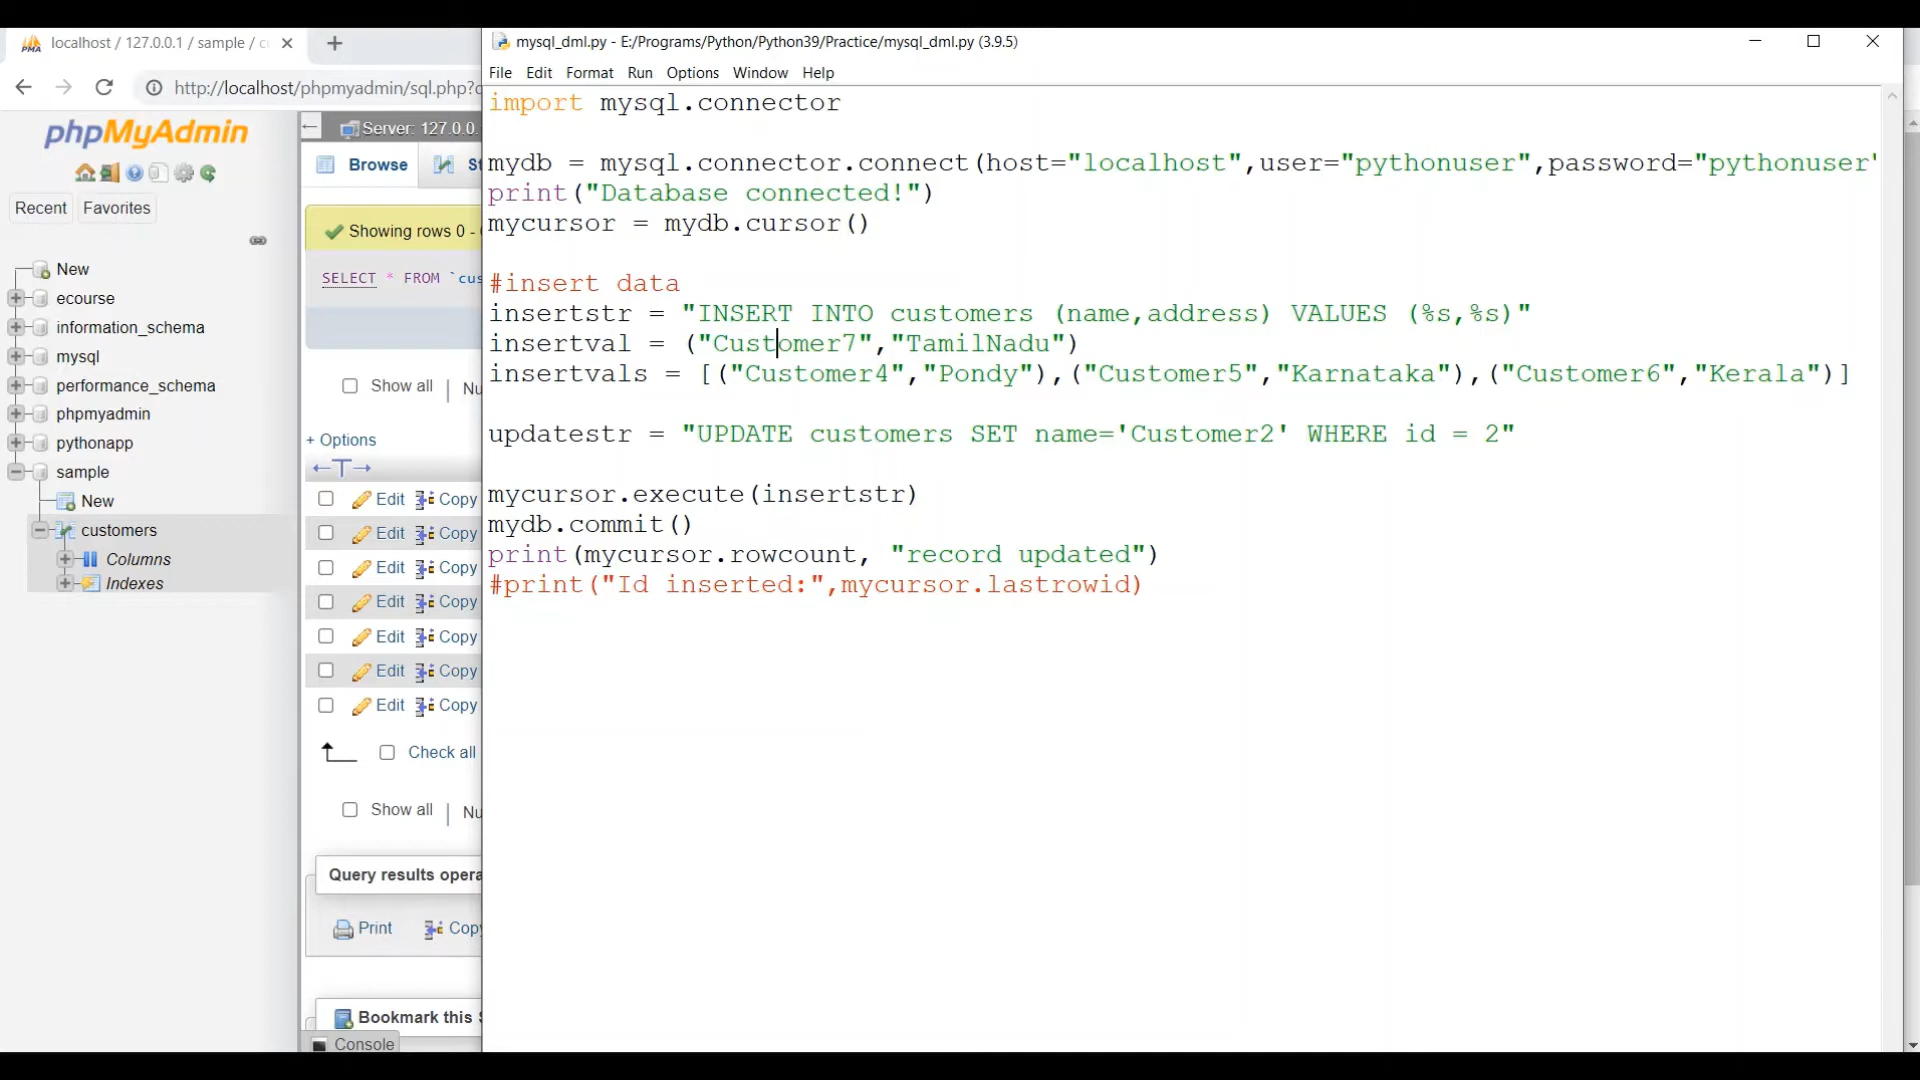 localhost / 127.0.0.1 / sample / c
http://localhost/phpmyadmin/sql.php?
phpMyAdmin
Recent
Favorites
New
ecourse
information_schema
mysql
performance_schema
phpmyadmin
pythonapp
sample
New
customers
Columns
Indexes
Server: 127.0.0.
Browse
Showing rows 0 -
SELECT * FROM `cus
Show all
+ Options
←T→
Edit Copy
Edit Copy
Edit Copy
Edit Copy
Edit Copy
Edit Copy
Edit Copy
Check all
Show all
Query results opera
Print Copy
Bookmark this
Console
mysql_dml.py - E:/Programs/Python/Python39/Practice/mysql_dml.py (3.9.5)
File Edit Format Run Options Window Help
import mysql.connector
mydb = mysql.connector.connect(host="localhost",user="pythonuser",password="pythonuser"
print("Database connected!")
mycursor = mydb.cursor()
#insert data
insertstr = "INSERT INTO customers (name,address) VALUES (%s,%s)"
insertval = ("Customer7","TamilNadu")
insertvals = [("Customer4","Pondy"),("Customer5","Karnataka"),("Customer6","Kerala")]
updatestr = "UPDATE customers SET name='Customer2' WHERE id = 2"
mycursor.execute(insertstr)
mydb.commit()
print(mycursor.rowcount, "record updated")
#print("Id inserted:",mycursor.lastrowid)